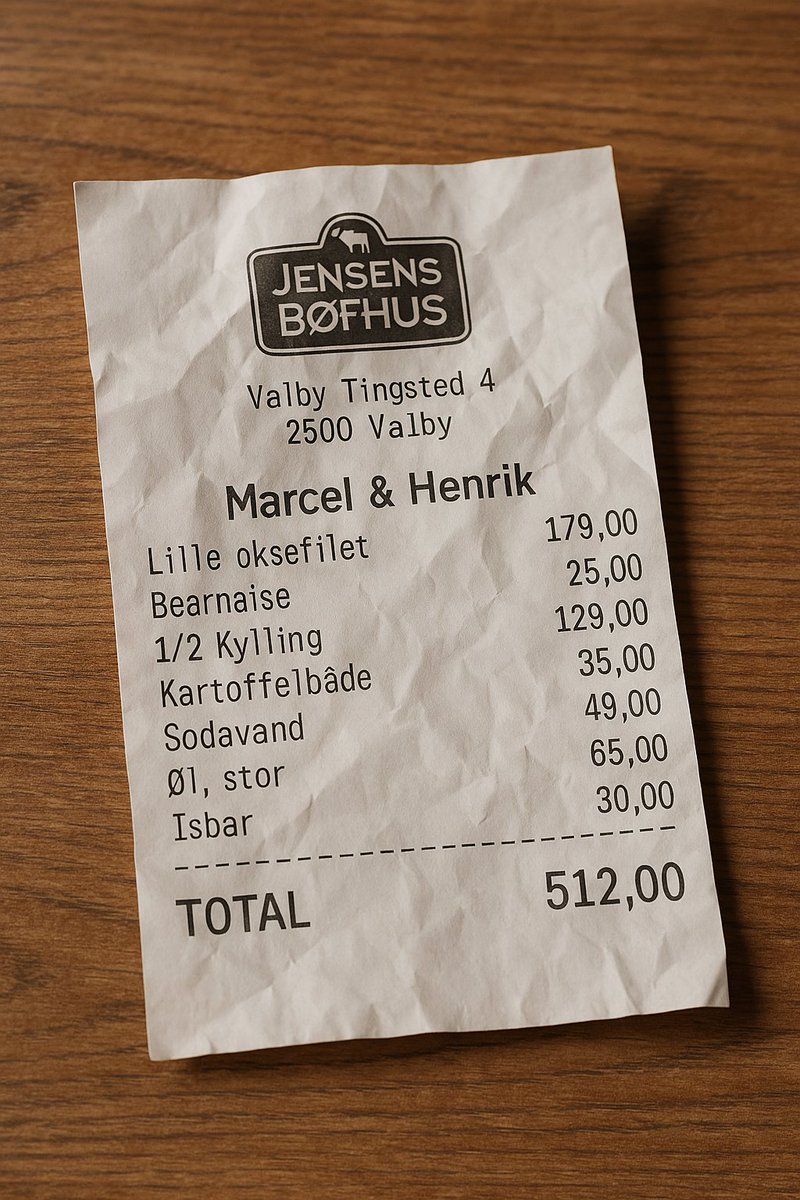 JENSENS
BØFHUS
Valby Tingsted 4
2500 Valby
Marcel & Henrik
Lille oksefilet 179,00
Bearnaise 25,00
1/2 Kylling 129,00
Kartoffelbâde 35,00
Sodavand 49,00
Øl, stor 65,00
Isbar 30,00
TOTAL 512,00